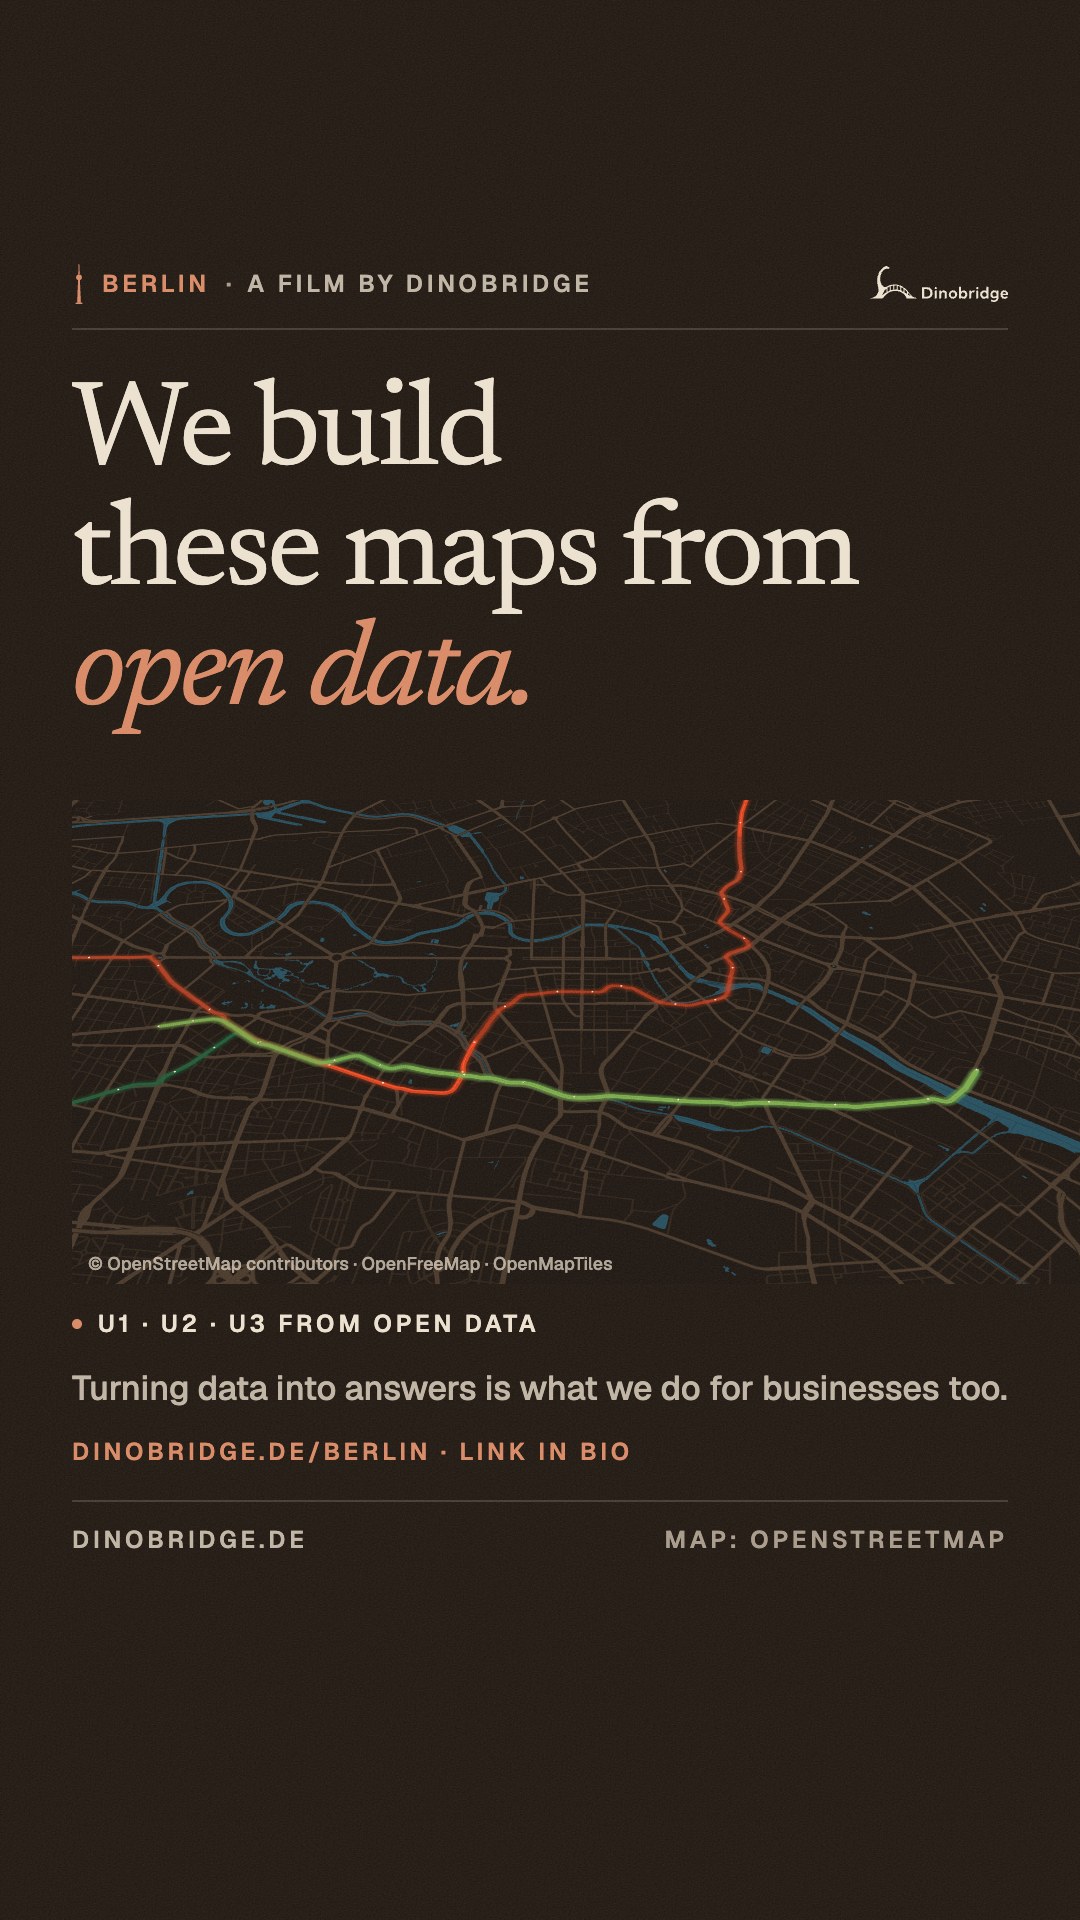 BERLIN · A FILM BY DINOBRIDGE
Dinobridge
We build
these maps from
open data.
© OpenStreetMap contributors · OpenFreeMap · OpenMapTiles
• U1 · U2 · U3 FROM OPEN DATA
Turning data into answers is what we do for businesses too.
DINOBRIDGE.DE/BERLIN · LINK IN BIO
DINOBRIDGE.DE
MAP: OPENSTREETMAP